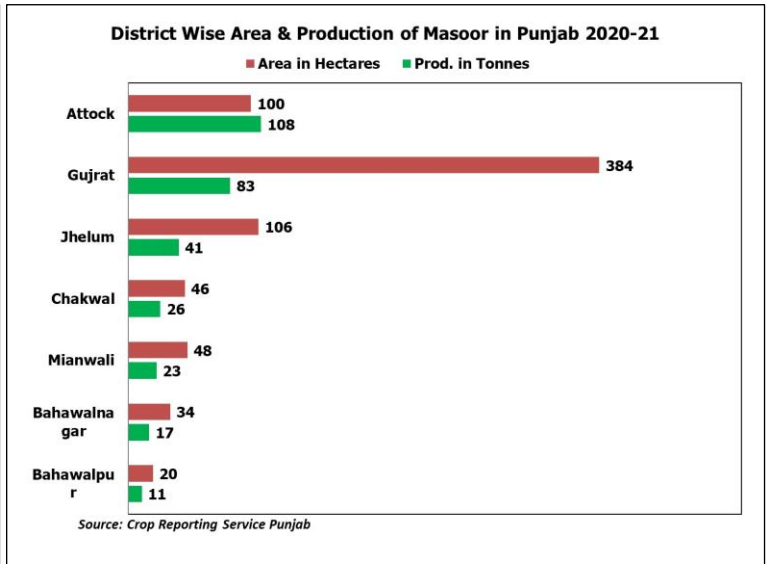 District Wise Area & Production of Masoor in Punjab 2020-21
Area in Hectares Prod. in Tonnes
Attock
100
108
Gujrat
384
83
Jhelum
106
41
Chakwal
46
26
Mianwali
48
23
Bahawalna
gar
34
17
Bahawalpu
r
20
11
Source: Crop Reporting Service Punjab